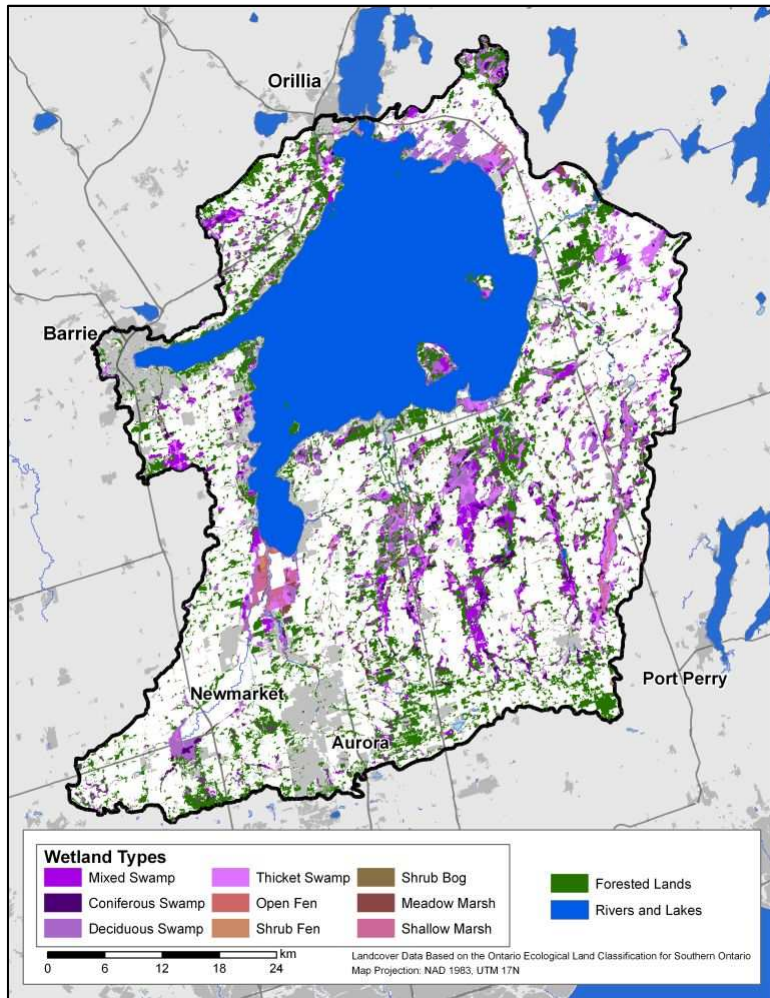 Orillia
Barrie
Port Perry
Newmarket
Aurora
Wetland Types
Mixed Swamp
Thicket Swamp
Shrub Bog
Coniferous Swamp
Open Fen
Meadow Marsh
Deciduous Swamp
Shrub Fen
Shallow Marsh
Forested Lands
Rivers and Lakes
km
0 6 12 18 24
Landcover Data Based on the Ontario Ecological Land Classification for Southern Ontario
Map Projection: NAD 1983, UTM 17N